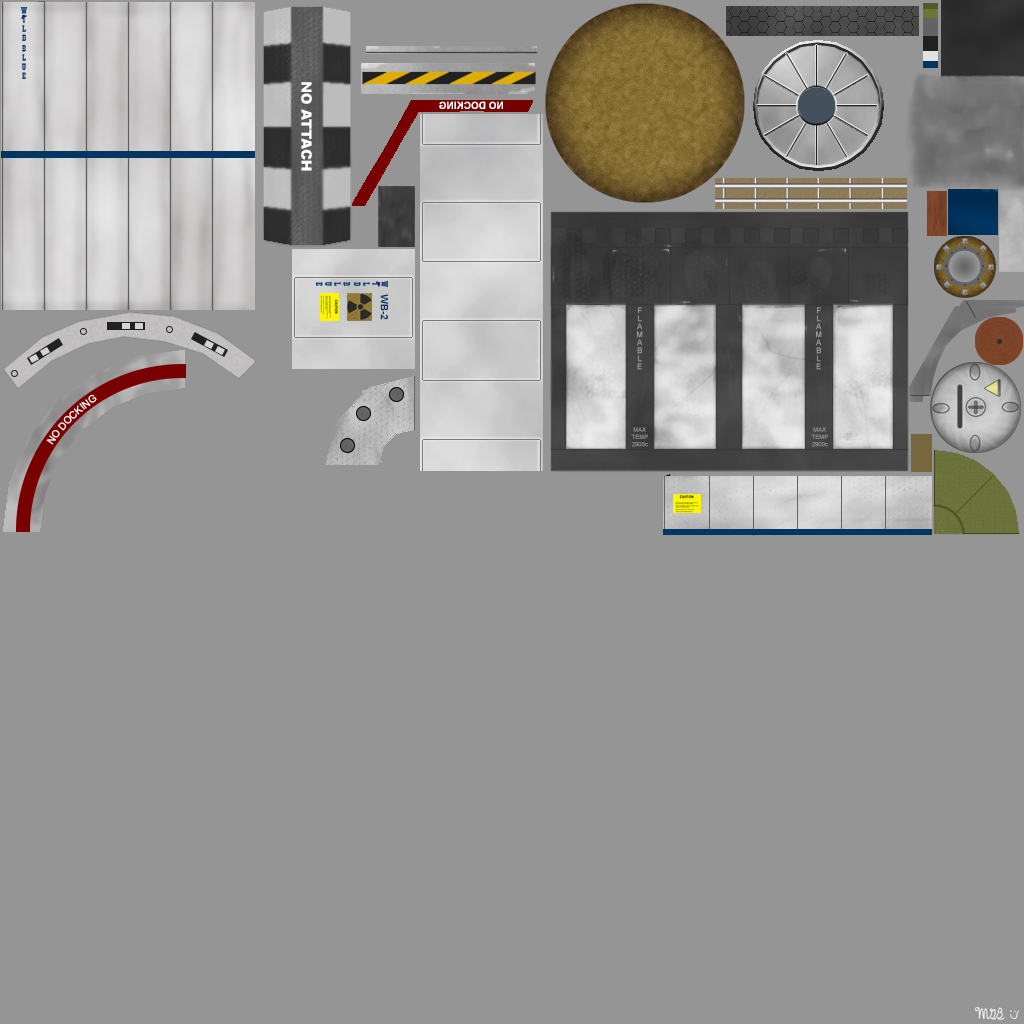 WILDBLUE
NO ATTACH
NO DOCKING
WILDBLUE
WB-2
CAUTION
FLAMABLE
MAX
TEMP
2900c
FLAMABLE
MAX
TEMP
2900c
NO DOCKING
CAUTION